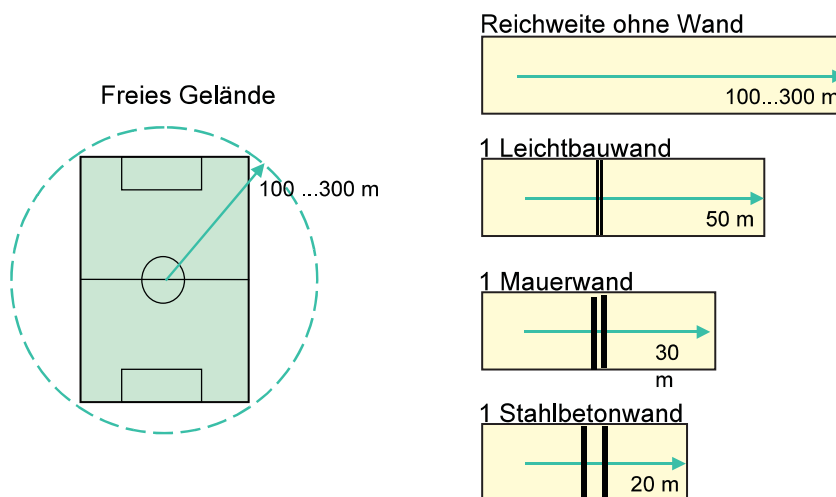 Freies Gelände
100 ...300 m
Reichweite ohne Wand
100...300 m
1 Leichtbauwand
50 m
1 Mauerwand
30
m
1 Stahlbetonwand
20 m